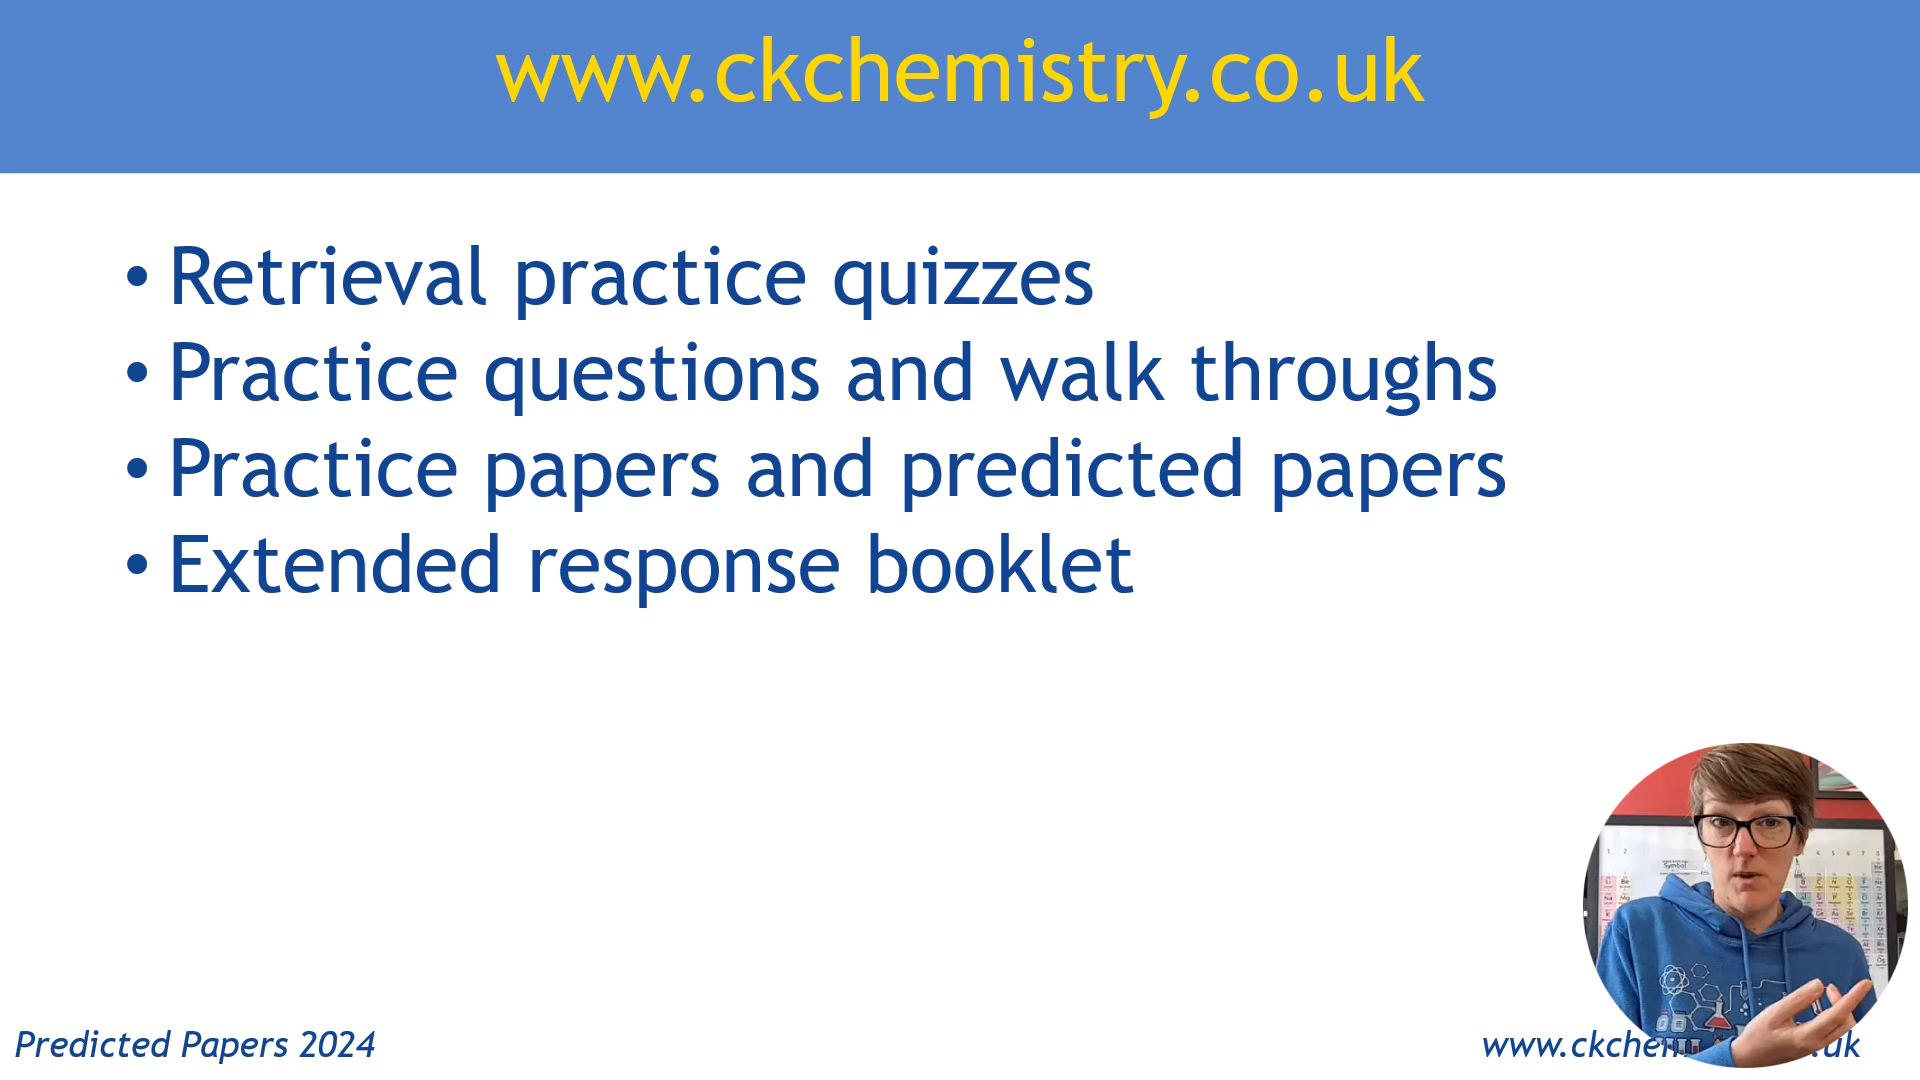 www.ckchemistry.co.uk
• Retrieval practice quizzes
• Practice questions and walk throughs
• Practice papers and predicted papers
• Extended response booklet
Symbol
Predicted Papers 2024